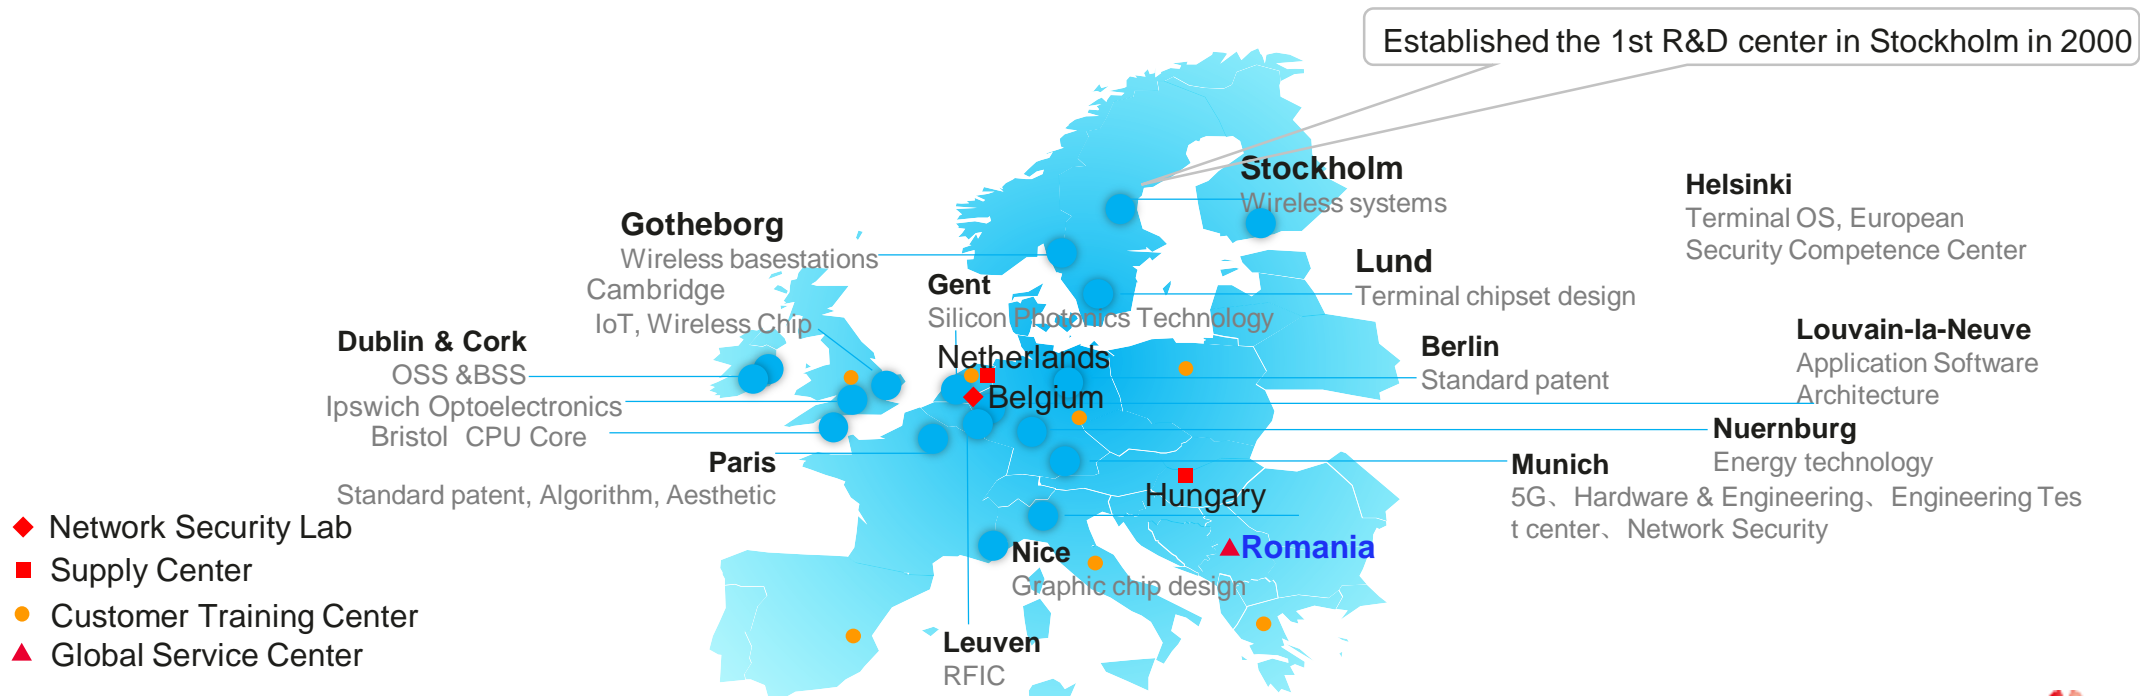 Established the 1st R&D center in Stockholm in 2000
Stockholm
Wireless systems
Helsinki
Terminal OS, European
Security Competence Center
Gotheborg
Wireless basestations
Cambridge
IoT, Wireless Chip
Gent
Silicon Photonics Technology
Lund
Terminal chipset design
Dublin & Cork
OSS &BSS
Ipswich Optoelectronics
Bristol CPU Core
Netherlands
Belgium
Berlin
Standard patent
Louvain-la-Neuve
Application Software
Architecture
Nuernburg
Energy technology
Paris
Standard patent, Algorithm, Aesthetic
Munich
5G、Hardware & Engineering、Engineering Tes
t center、Network Security
Hungary
Romania
Nice
Graphic chip design
Leuven
RFIC
Network Security Lab
Supply Center
Customer Training Center
Global Service Center